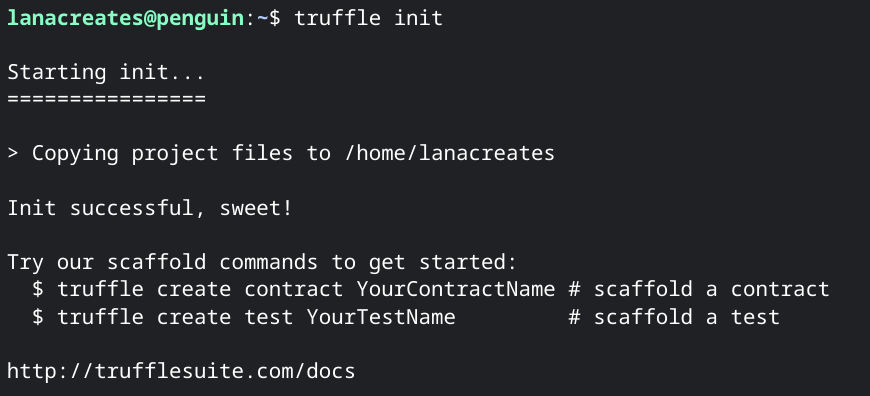 lanacreates@penguin:~$ truffle init
Starting init...
================
> Copying project files to /home/lanacreates
Init successful, sweet!
Try our scaffold commands to get started:
  $ truffle create contract YourContractName # scaffold a contract
  $ truffle create test YourTestName         # scaffold a test
http://trufflesuite.com/docs